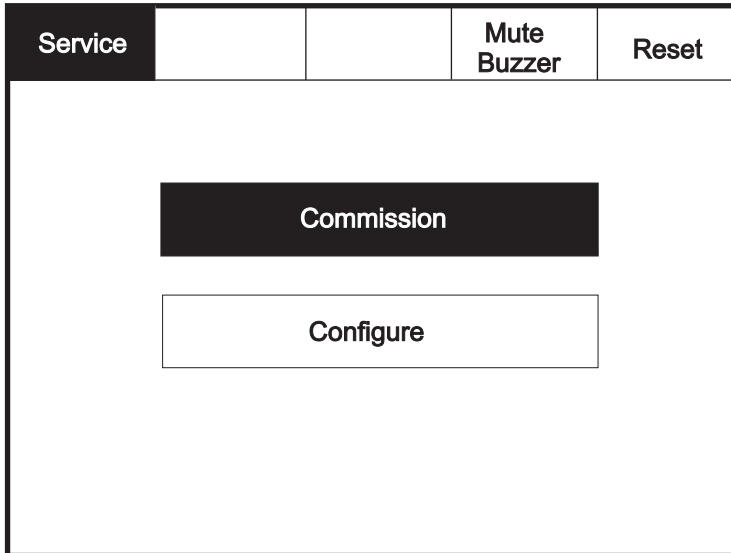 Service
Mute
Buzzer
Reset
Commission
Configure